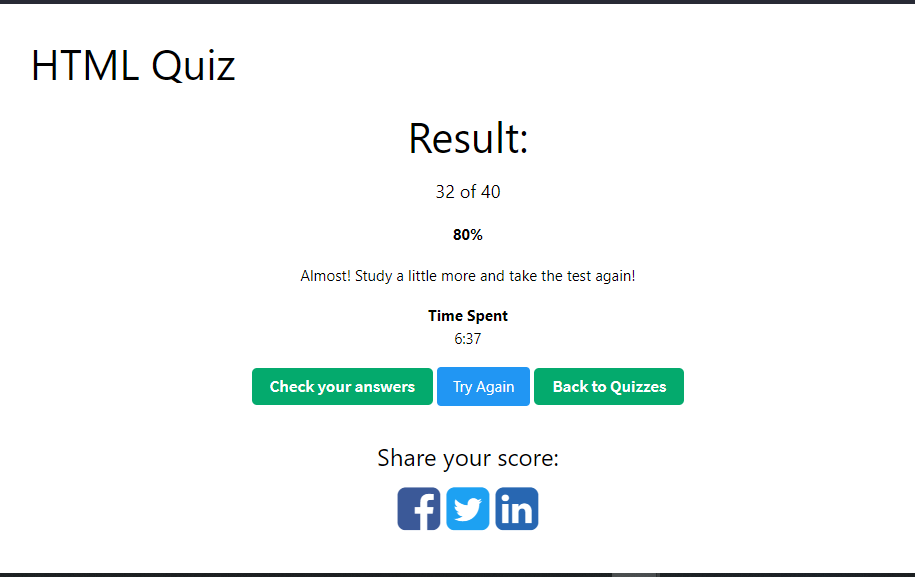 HTML Quiz
Result:
32 of 40
80%
Almost! Study a little more and take the test again!
Time Spent
6:37
Check your answers Try Again Back to Quizzes
Share your score:
f in